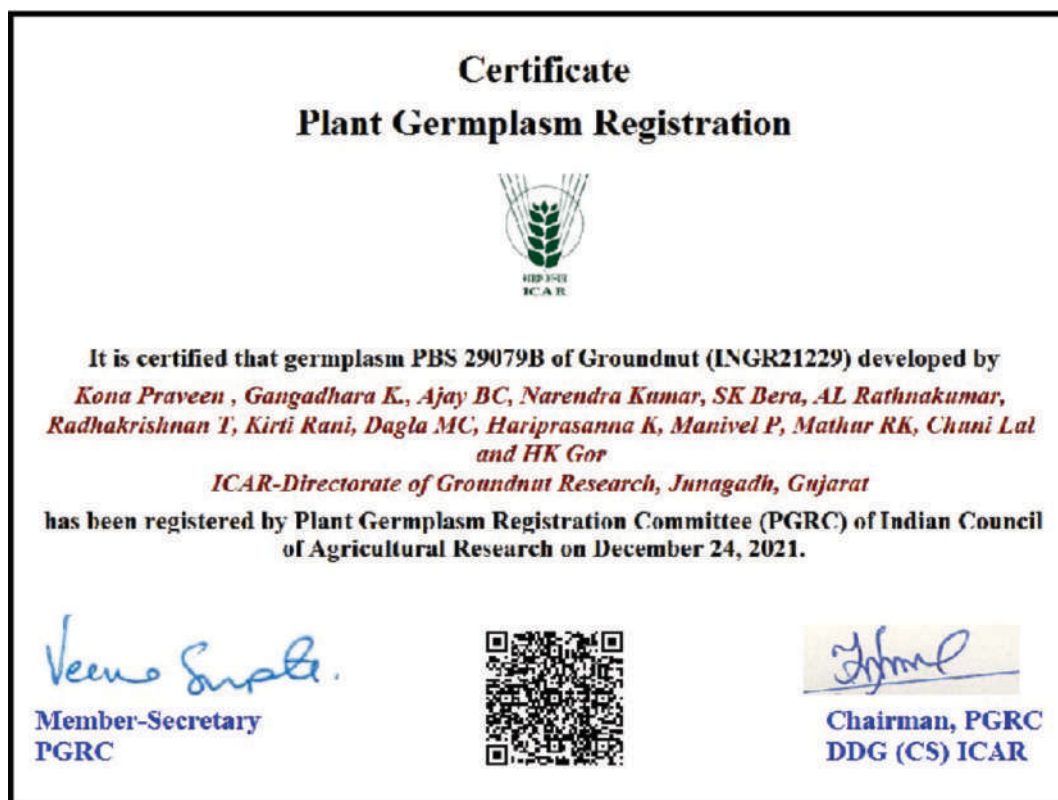 Certificate
Plant Germplasm Registration
ICAR
It is certified that germplasm PBS 29079B of Groundnut (INGR21229) developed by
Kona Praveen , Gangadhara K., Ajay BC, Narendra Kumar, SK Bera, AL Rathnakumar,
Radhakrishnan T, Kirti Rani, Dagla MC, Hariprasanna K, Manivel P, Mathur RK, Chuni Lal
and HK Gor
ICAR-Directorate of Groundnut Research, Junagadh, Gujarat
has been registered by Plant Germplasm Registration Committee (PGRC) of Indian Council
of Agricultural Research on December 24, 2021.
Veena Gupta.
Member-Secretary
PGRC
Chairman, PGRC
DDG (CS) ICAR